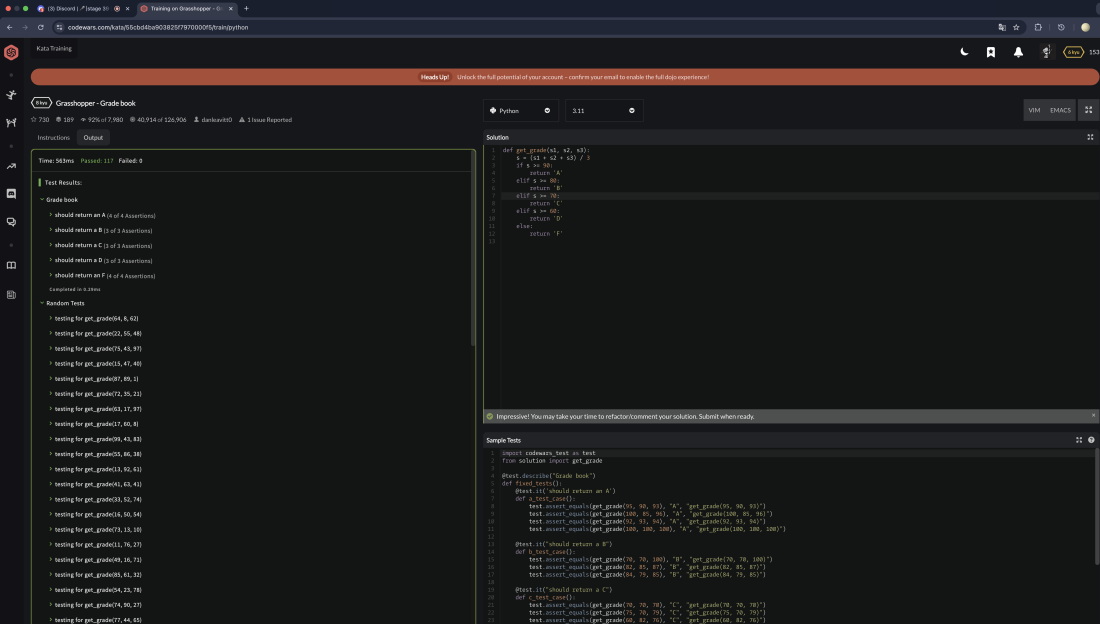 (3) Discord | 🎤[stage 3]
Training on Grasshopper - Gr
codewars.com/kata/55cbd4ba903825f7970000f5/train/python
Kata Training
6 kyu
153
Heads Up! Unlock the full potential of your account – confirm your email to enable the full dojo experience!
8 kyu Grasshopper - Grade book
730 189 92% of 7,980 40,914 of 126,906 danleavitt0 1 Issue Reported
Instructions
Output
Time: 563ms Passed: 117 Failed: 0
Test Results:
Grade book
should return an A (4 of 4 Assertions)
should return a B (3 of 3 Assertions)
should return a C (3 of 3 Assertions)
should return a D (3 of 3 Assertions)
should return an F (4 of 4 Assertions)
Completed in 0.29ms
Random Tests
testing for get_grade(64, 8, 62)
testing for get_grade(22, 55, 48)
testing for get_grade(75, 43, 97)
testing for get_grade(15, 47, 40)
testing for get_grade(87, 89, 1)
testing for get_grade(72, 35, 21)
testing for get_grade(63, 17, 97)
testing for get_grade(17, 60, 8)
testing for get_grade(99, 43, 83)
testing for get_grade(55, 86, 38)
testing for get_grade(13, 92, 61)
testing for get_grade(41, 63, 41)
testing for get_grade(33, 52, 74)
testing for get_grade(16, 50, 54)
testing for get_grade(73, 13, 10)
testing for get_grade(11, 76, 27)
testing for get_grade(49, 16, 71)
testing for get_grade(85, 61, 32)
testing for get_grade(54, 23, 78)
testing for get_grade(74, 90, 27)
testing for get_grade(77, 44, 65)
Python
3.11
VIM
EMACS
Solution
1 def get_grade(s1, s2, s3):
2 s = (s1 + s2 + s3) / 3
3 if s >= 90:
4 return 'A'
5 elif s >= 80:
6 return 'B'
7 elif s >= 70:
8 return 'C'
9 elif s >= 60:
10 return 'D'
11 else:
12 return 'F'
13
Impressive! You may take your time to refactor/comment your solution. Submit when ready.
Sample Tests
1 import codewars_test as test
2 from solution import get_grade
3
4 @test.describe("Grade book")
5 def fixed_tests():
6 @test.it('should return an A')
7 def a_test_case():
8 test.assert_equals(get_grade(95, 90, 93), "A", "get_grade(95, 90, 93)")
9 test.assert_equals(get_grade(100, 85, 96), "A", "get_grade(100, 85, 96)")
10 test.assert_equals(get_grade(92, 93, 94), "A", "get_grade(92, 93, 94)")
11 test.assert_equals(get_grade(100, 100, 100), "A", "get_grade(100, 100, 100)")
12
13 @test.it("should return a B")
14 def b_test_case():
15 test.assert_equals(get_grade(70, 70, 100), "B", "get_grade(70, 70, 100)")
16 test.assert_equals(get_grade(82, 85, 87), "B", "get_grade(82, 85, 87)")
17 test.assert_equals(get_grade(84, 79, 85), "B", "get_grade(84, 79, 85)")
18
19 @test.it("should return a C")
20 def c_test_case():
21 test.assert_equals(get_grade(70, 70, 70), "C", "get_grade(70, 70, 70)")
22 test.assert_equals(get_grade(75, 70, 79), "C", "get_grade(75, 70, 79)")
23 test.assert_equals(get_grade(60, 82, 76), "C", "get_grade(60, 82, 76)")